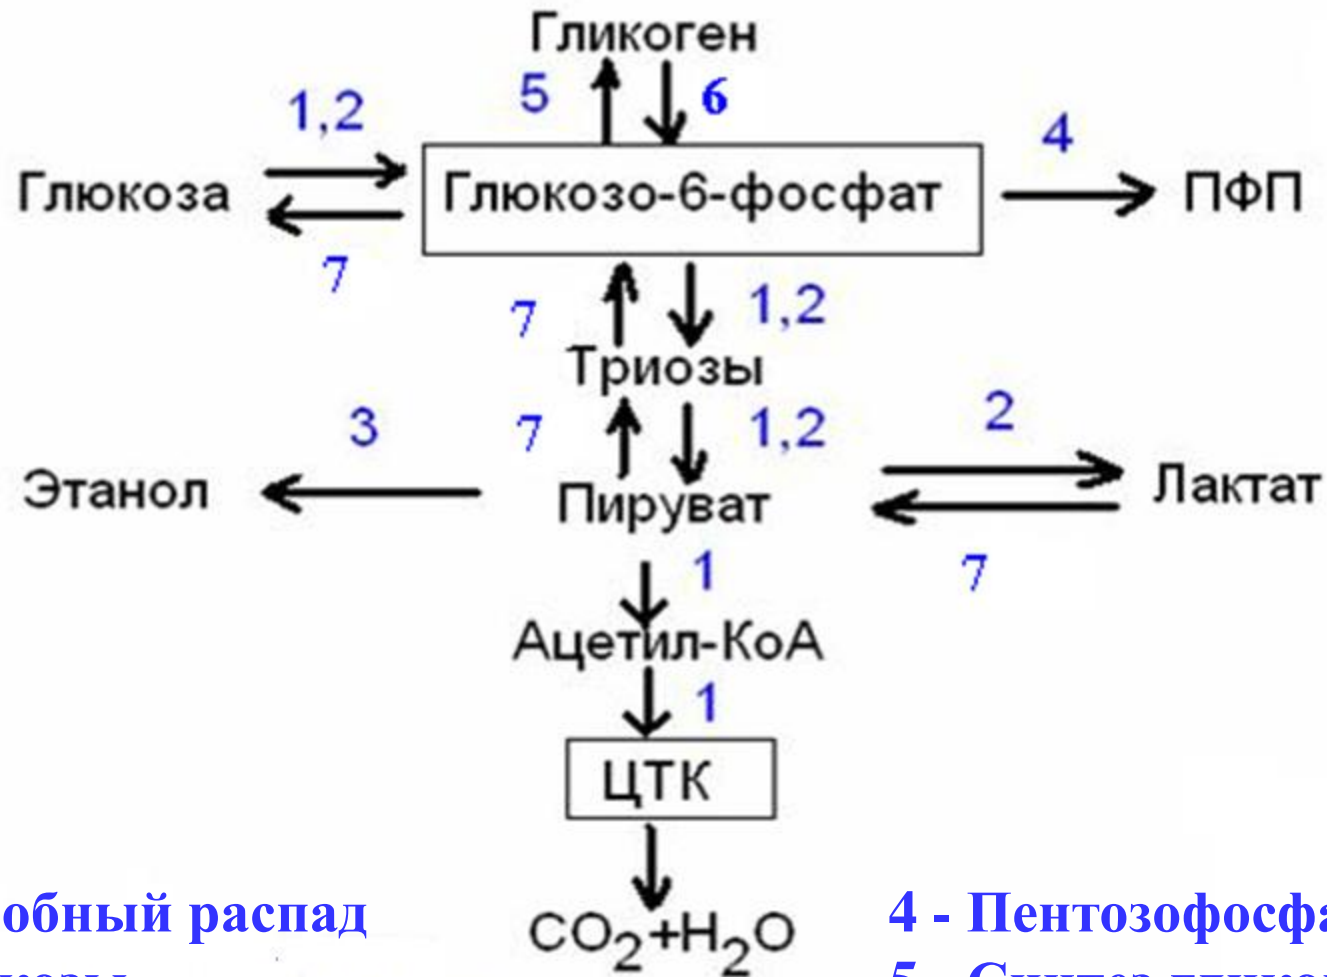 Гликоген
5
6
1,2
4
Глюкоза
Глюкозо-6-фосфат
ПФП
7
7
1,2
Триозы
3
7
1,2
2
Этанол
Пируват
Лактат
1
7
Ацетил-КоА
1
ЦТК
CO2+H2O
обный распад
4 - Пентозофосфа